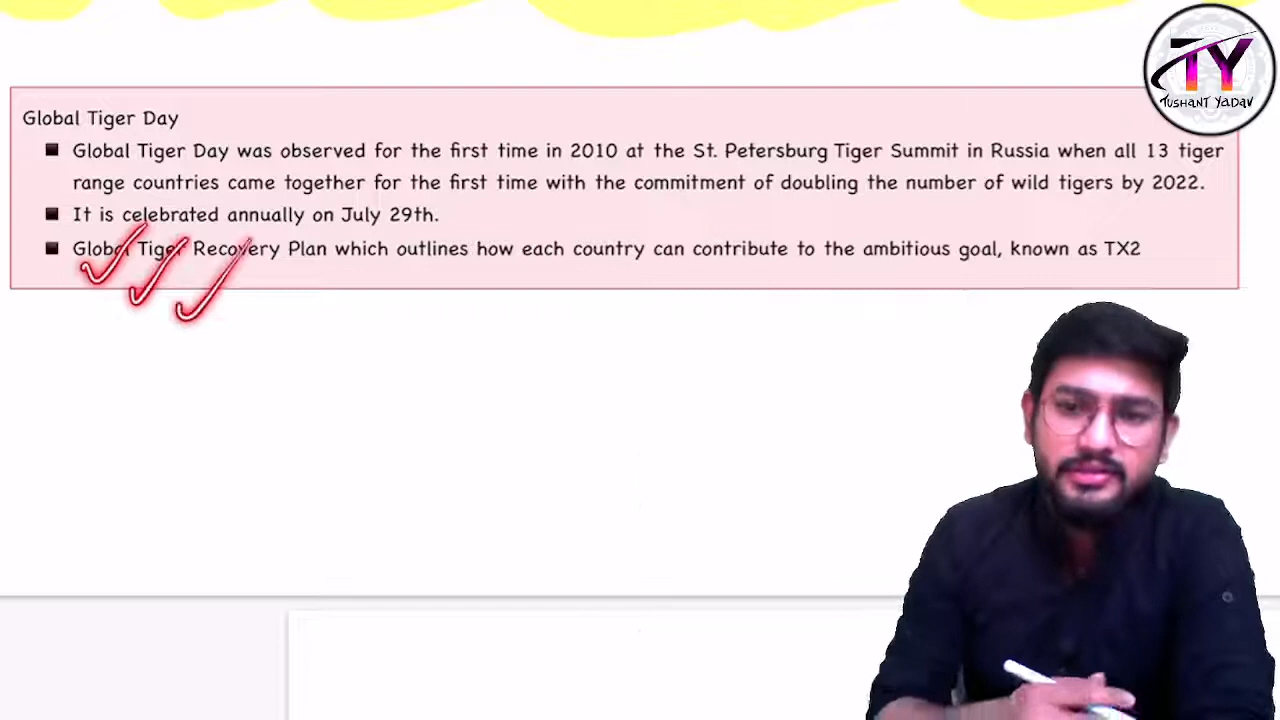 TY
TUSHANT YADAV
Global Tiger Day
Global Tiger Day was observed for the first time in 2010 at the St. Petersburg Tiger Summit in Russia when all 13 tiger
range countries came together for the first time with the commitment of doubling the number of wild tigers by 2022.
It is celebrated annually on July 29th.
Global Tiger Recovery Plan which outlines how each country can contribute to the ambitious goal, known as TX2